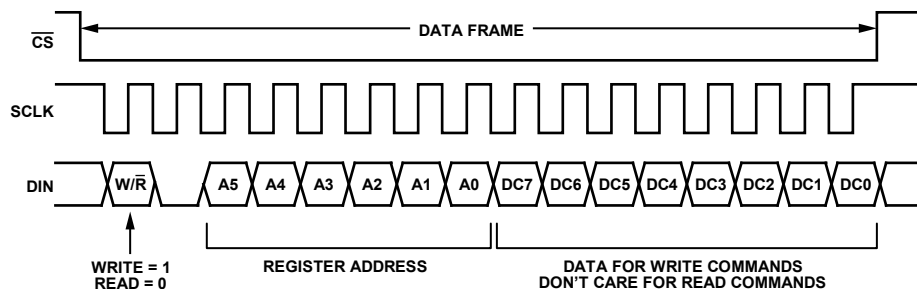 DATA FRAME
CS
SCLK
DIN
W/R A5 A4 A3 A2 A1 A0 DC7 DC6 DC5 DC4 DC3 DC2 DC1 DC0
WRITE = 1
READ = 0
REGISTER ADDRESS
DATA FOR WRITE COMMANDS
DON'T CARE FOR READ COMMANDS